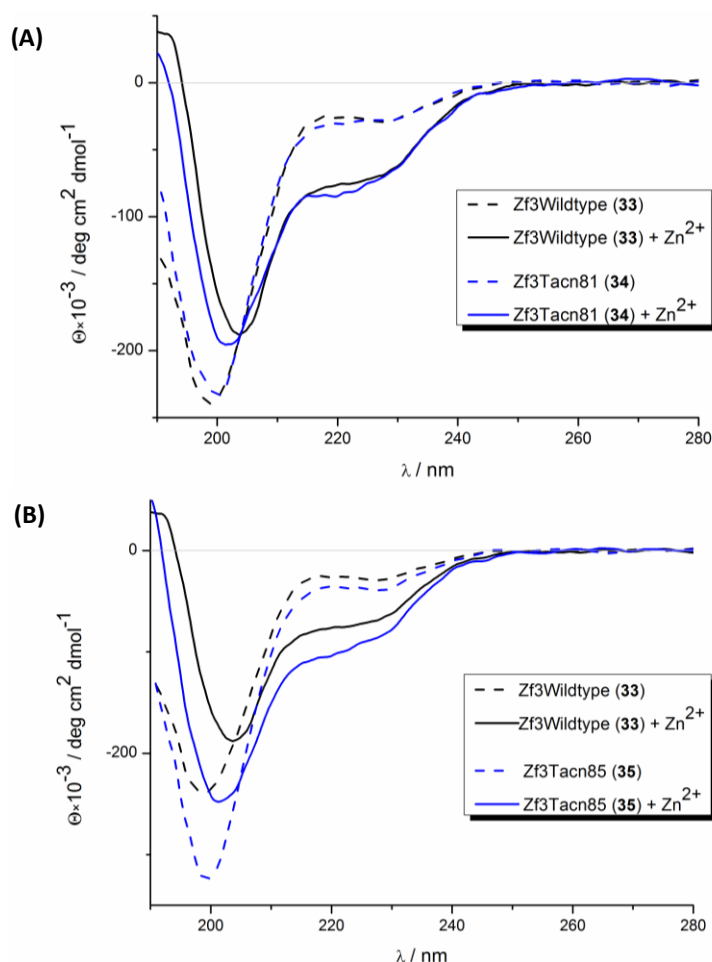 (A)
0
-100
-200
Θ×10⁻³ / deg cm² dmol⁻¹
Zf3Wildtype (33)
Zf3Wildtype (33) + Zn²⁺
Zf3Tacn81 (34)
Zf3Tacn81 (34) + Zn²⁺
200 220 240 260 280
λ / nm
(B)
0
-200
Θ×10⁻³ / deg cm² dmol⁻¹
Zf3Wildtype (33)
Zf3Wildtype (33) + Zn²⁺
Zf3Tacn85 (35)
Zf3Tacn85 (35) + Zn²⁺
200 220 240 260 280
λ / nm